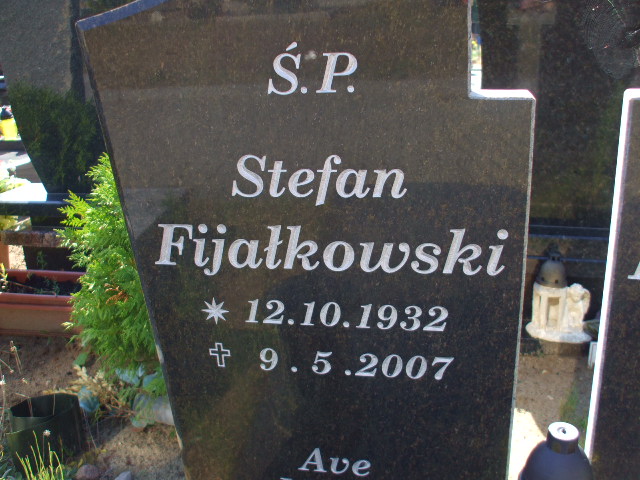 Ś.P.
Stefan
Fijałkowski
12.10.1932
9.5.2007
Ave